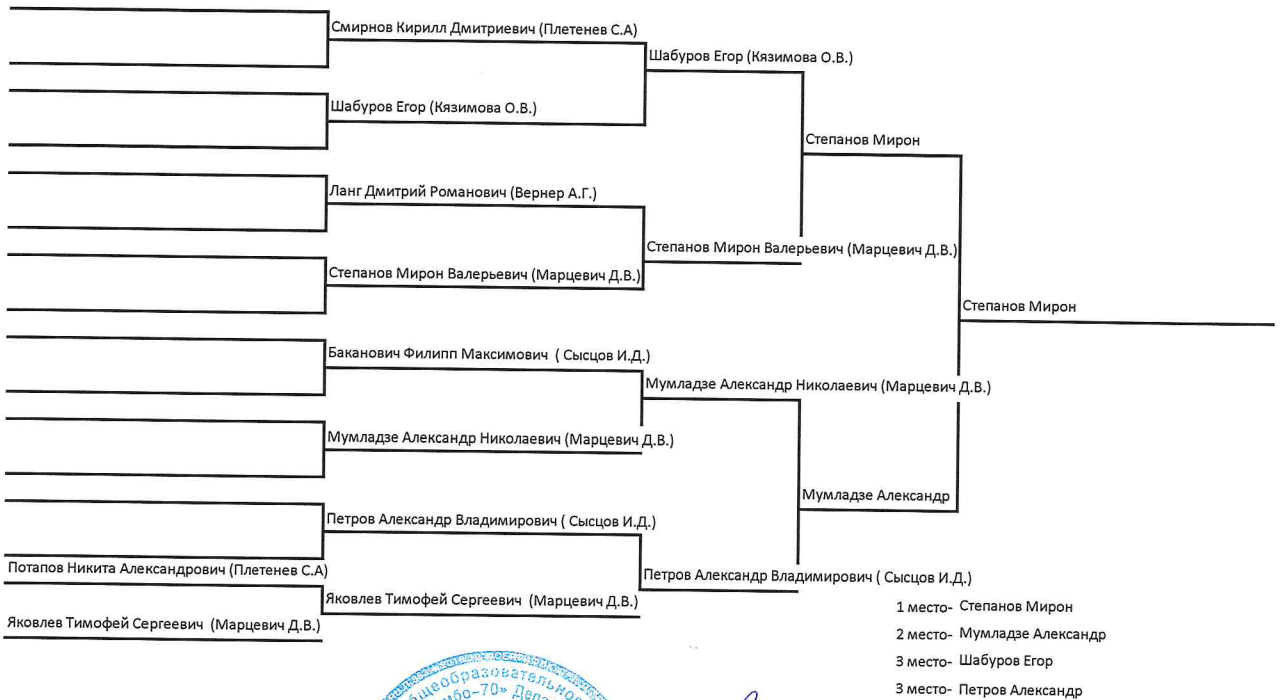 Смирнов Кирилл Дмитриевич (Плетенев С.А)
Шабуров Егор (Кязимова О.В.)
Шабуров Егор (Кязимова О.В.)
Степанов Мирон
Ланг Дмитрий Романович (Вернер А.Г.)
Степанов Мирон Валерьевич (Марцевич Д.В.)
Степанов Мирон Валерьевич (Марцевич Д.В.)
Степанов Мирон
Баканович Филипп Максимович ( Сысцов И.Д.)
Мумладзе Александр Николаевич (Марцевич Д.В.)
Мумладзе Александр Николаевич (Марцевич Д.В.)
Мумладзе Александр
Петров Александр Владимирович ( Сысцов И.Д.)
Потапов Никита Александрович (Плетенев С.А)
Петров Александр Владимирович ( Сысцов И.Д.)
Яковлев Тимофей Сергеевич (Марцевич Д.В.)
Яковлев Тимофей Сергеевич (Марцевич Д.В.)
1 место- Степанов Мирон
2 место- Мумладзе Александр
3 место- Шабуров Егор
3 место- Петров Александр